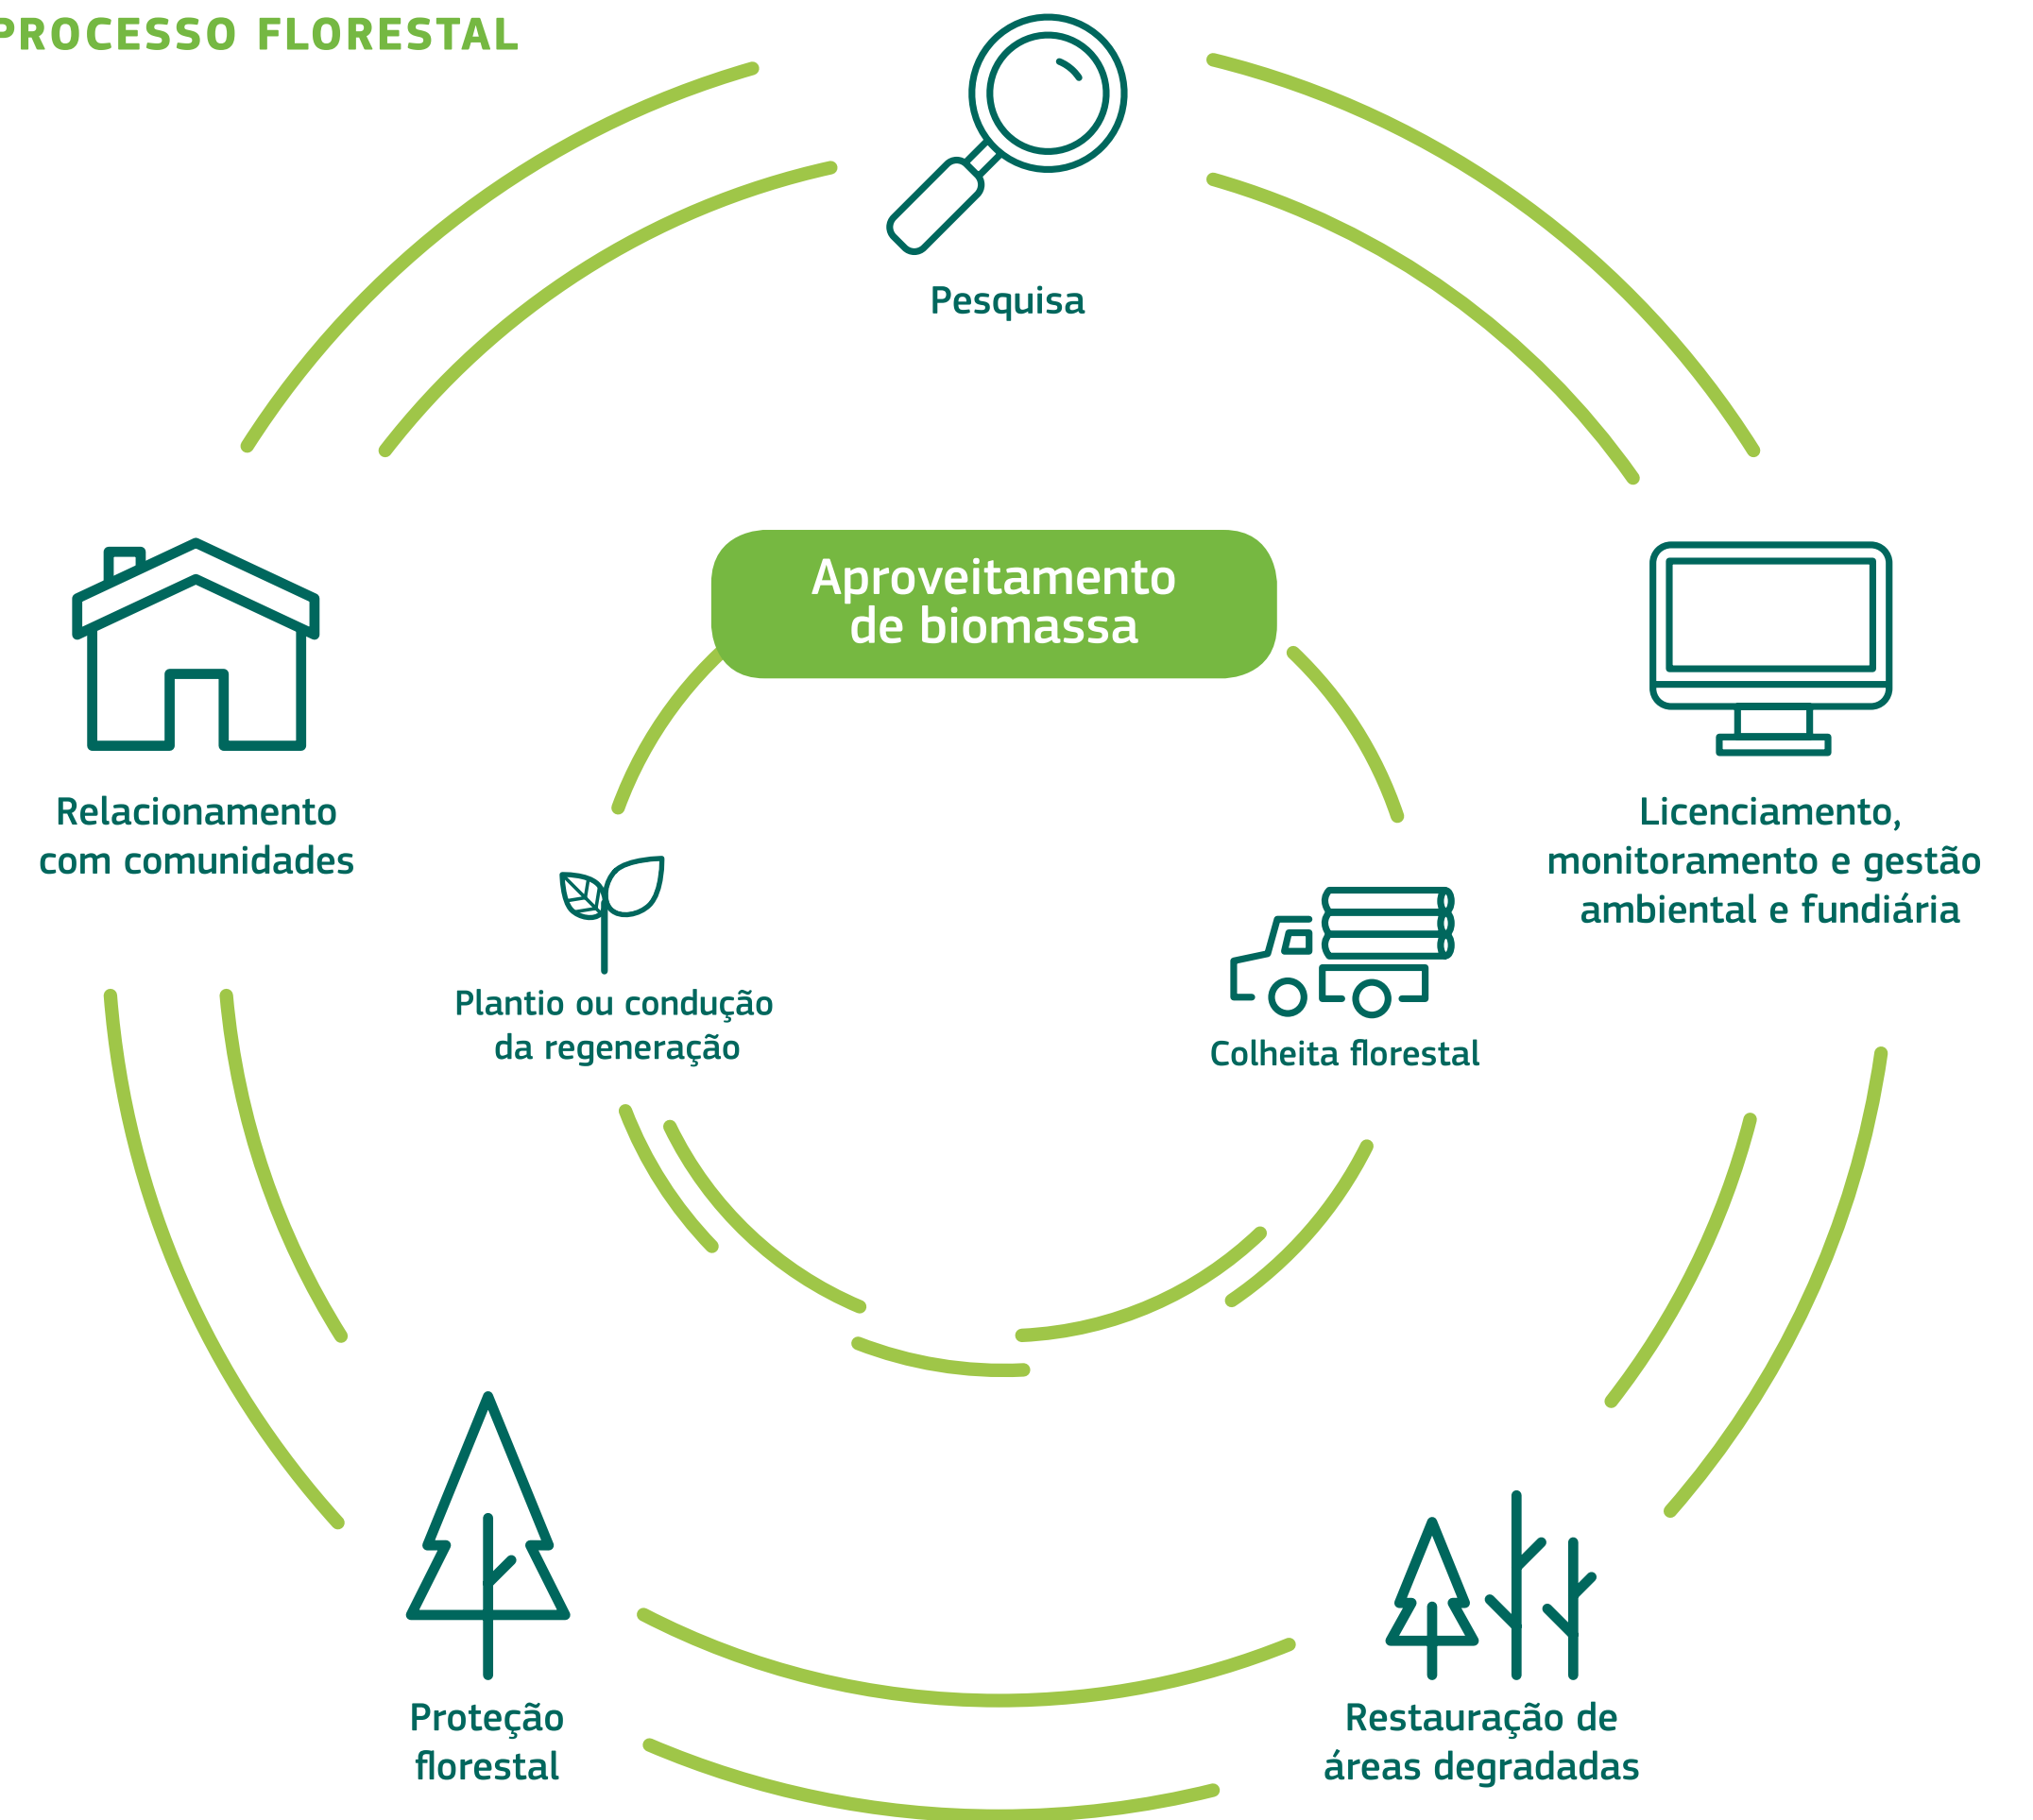 PROCESSO FLORESTAL
Pesquisa
Aproveitamento
de biomassa
Relacionamento
com comunidades
Licenciamento,
monitoramento e gestão
ambiental e fundiária
Plantio ou condução
da regeneração
Colheita florestal
Proteção
florestal
Restauração de
áreas degradadas